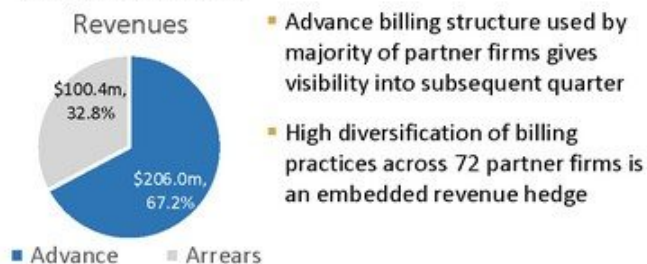 Revenues
$100.4m,
32.8%
$206.0m,
67.2%
■ Advance ■ Arrears
▪ Advance billing structure used by
majority of partner firms gives
visibility into subsequent quarter
▪ High diversification of billing
practices across 72 partner firms is
an embedded revenue hedge